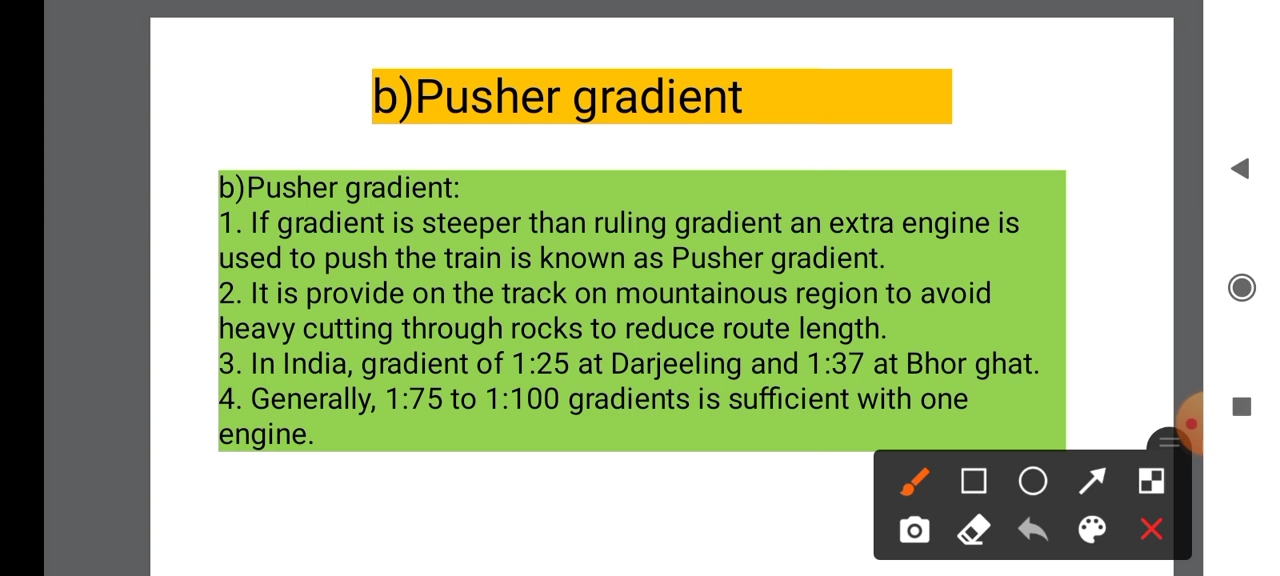 b)Pusher gradient
b)Pusher gradient:
1. If gradient is steeper than ruling gradient an extra engine is
used to push the train is known as Pusher gradient.
2. It is provide on the track on mountainous region to avoid
heavy cutting through rocks to reduce route length.
3. In India, gradient of 1:25 at Darjeeling and 1:37 at Bhor ghat.
4. Generally, 1:75 to 1:100 gradients is sufficient with one
engine.